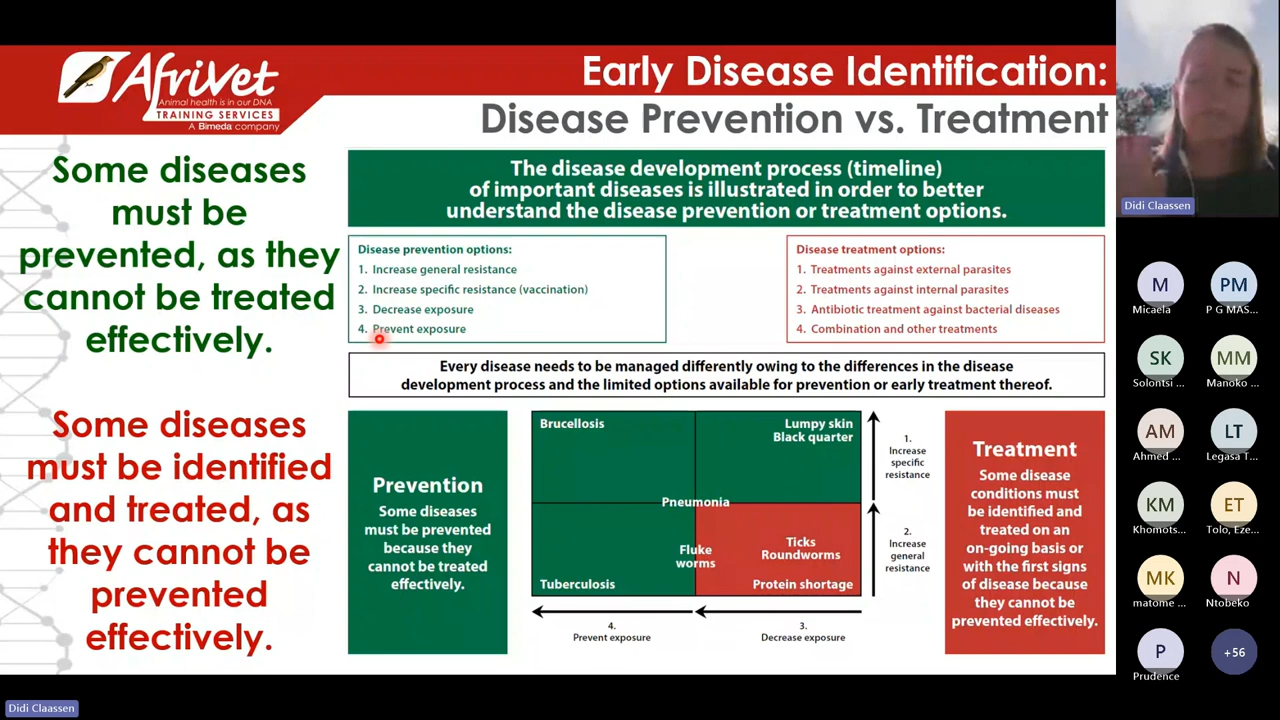 AfriVet
Animal health is in our DNA
TRAINING SERVICES
A Bimeda company
Early Disease Identification:
Disease Prevention vs. Treatment
Some diseases
must be
prevented, as they
cannot be treated
effectively.
Some diseases
must be identified
and treated, as
they cannot be
prevented
effectively.
The disease development process (timeline)
of important diseases is illustrated in order to better
understand the disease prevention or treatment options.
Disease prevention options:
1. Increase general resistance
2. Increase specific resistance (vaccination)
3. Decrease exposure
4. Prevent exposure
Disease treatment options:
1. Treatments against external parasites
2. Treatments against internal parasites
3. Antibiotic treatment against bacterial diseases
4. Combination and other treatments
Every disease needs to be managed differently owing to the differences in the disease
development process and the limited options available for prevention or early treatment thereof.
Prevention
Some diseases
must be prevented
because they
cannot be treated
effectively.
Brucellosis
Lumpy skin
Black quarter
Pneumonia
Fluke
worms
Ticks
Roundworms
Tuberculosis
Protein shortage
1.
Increase
specific
resistance
2.
Increase
general
resistance
4.
Prevent exposure
3.
Decrease exposure
Treatment
Some disease
conditions must
be identified and
treated on an
on-going basis or
with the first signs
of disease because
they cannot be
prevented effectively.
Didi Claassen
M
Micaela
PM
P G MAS...
SK
Solontsi ...
MM
Manoko ...
AM
Ahmed ...
LT
Legasa T...
KM
Khomots...
ET
Tolo, Eze...
MK
matome ...
N
Ntobeko
P
Prudence
+56
Didi Claassen